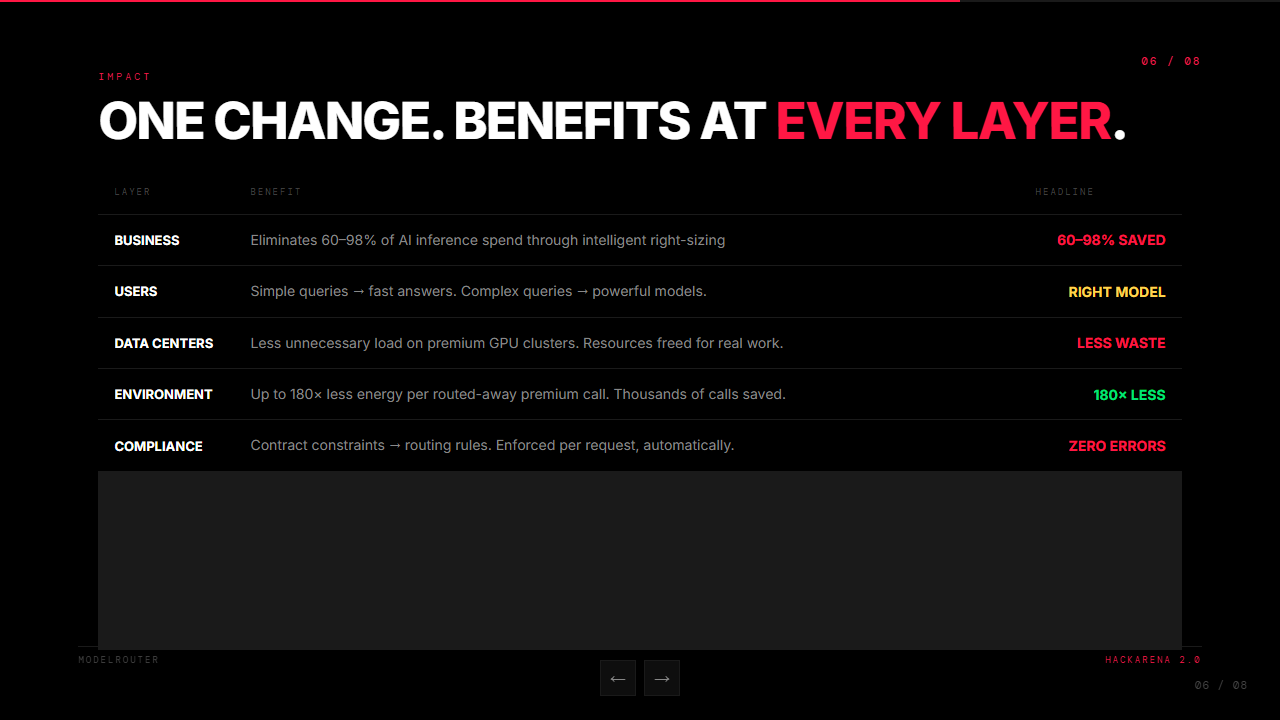 06 / 08
IMPACT
ONE CHANGE. BENEFITS AT EVERY LAYER.
LAYER BENEFIT HEADLINE
BUSINESS Eliminates 60–98% of AI inference spend through intelligent right-sizing 60–98% SAVED
USERS Simple queries → fast answers. Complex queries → powerful models. RIGHT MODEL
DATA CENTERS Less unnecessary load on premium GPU clusters. Resources freed for real work. LESS WASTE
ENVIRONMENT Up to 180× less energy per routed-away premium call. Thousands of calls saved. 180× LESS
COMPLIANCE Contract constraints → routing rules. Enforced per request, automatically. ZERO ERRORS
MODELROUTER HACKARENA 2.0
← →
06 / 08